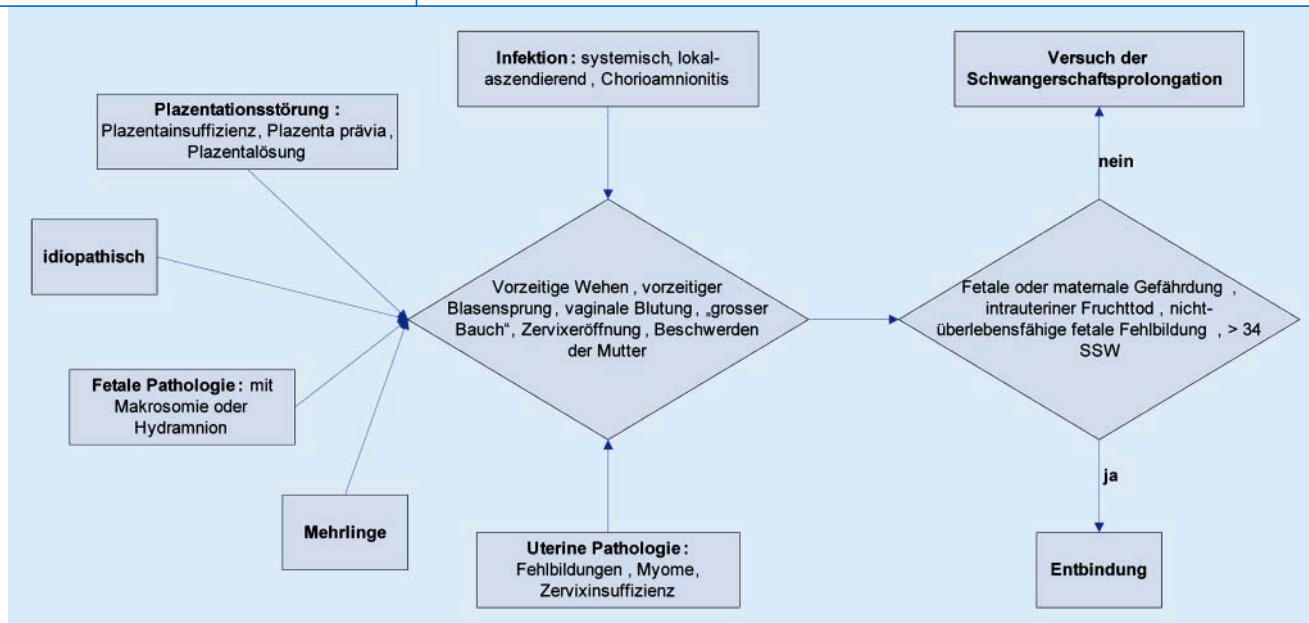 Infektion : systemisch, lokal-
aszendierend , Chorioamnionitis
Versuch der
Schwangerschaftsprolongation
Plazentationsstörung :
Plazentainsuffizienz, Plazenta prävia ,
Plazentalösung
nein
idiopathisch
Vorzeitige Wehen , vorzeitiger
Blasensprung , vaginale Blutung , „grosser
Bauch“, Zervixeröffnung , Beschwerden
der Mutter
Fetale oder maternale Gefährdung ,
intrauteriner Fruchttod , nicht-
überlebensfähige fetale Fehlbildung , > 34
SSW
Fetale Pathologie : mit
Makrosomie oder
Hydramnion
ja
Mehrlinge
Uterine Pathologie :
Fehlbildungen , Myome,
Zervixinsuffizienz
Entbindung